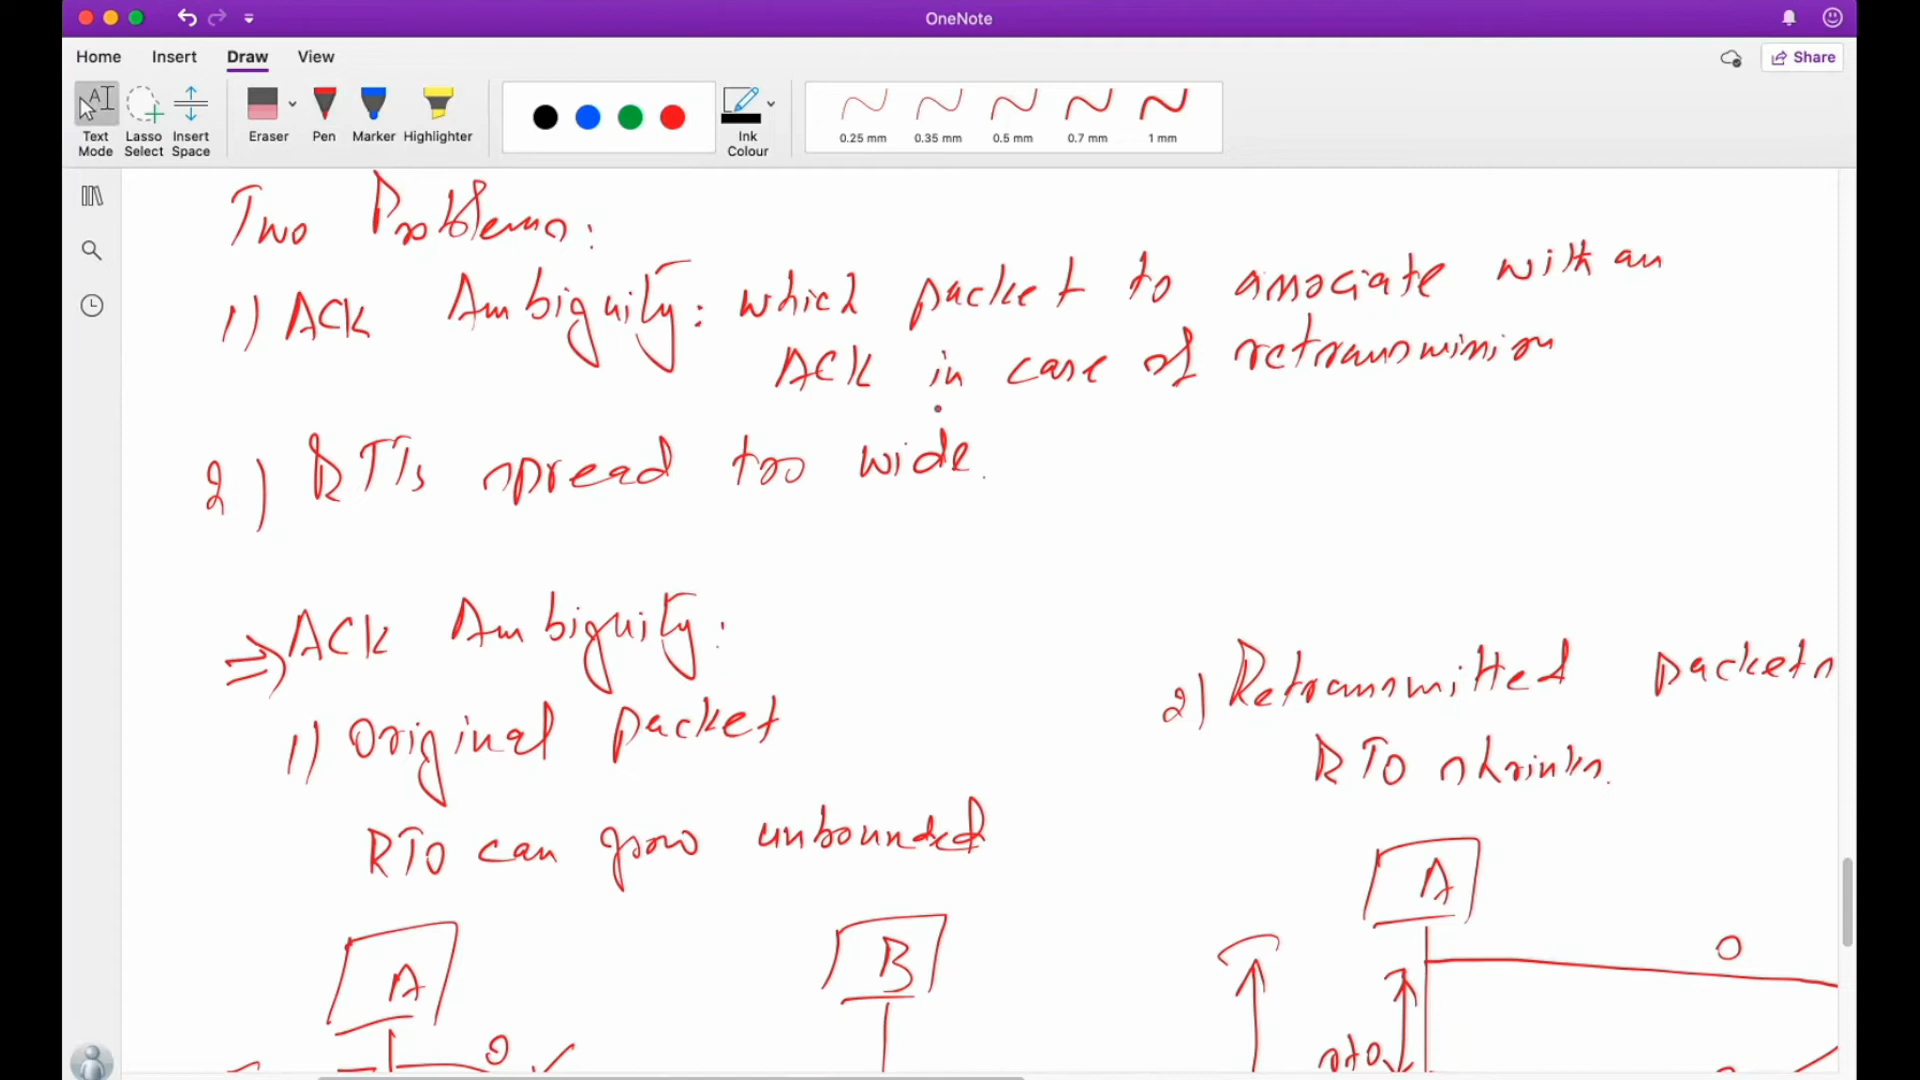 OneNote
Home Insert Draw View Share
Text Mode Lasso Select Insert Space Eraser Pen Marker Highlighter Ink Colour 0.25 mm 0.35 mm 0.5 mm 0.7 mm 1 mm
Two Problems:
1) ACK Ambiguity: which packet to associate with an
ACK in case of retransmission
2) RTTs spread too wide.
⇒ ACK Ambiguity:
1) Original packet
RTO can grow unbounded
2) Retransmitted packets
RTO shrinks.
A B
O
A
O
rto